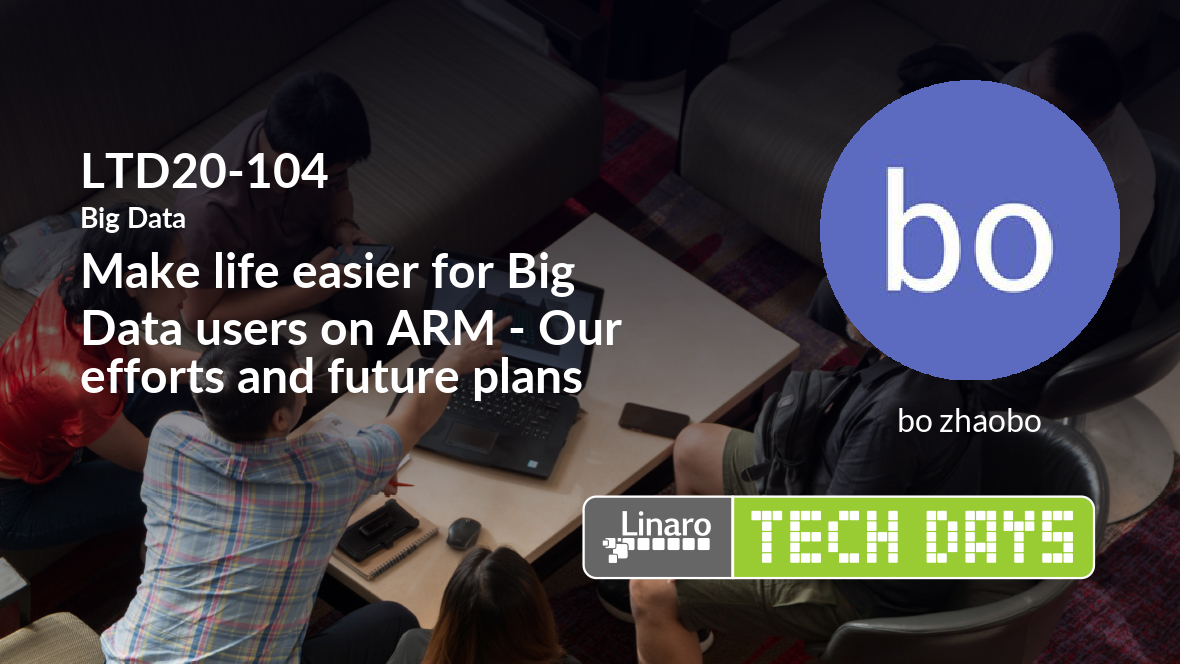 LTD20-104
Big Data
Make life easier for Big
Data users on ARM - Our
efforts and future plans
bo
bo zhaobo
Linaro
TECH DAYS